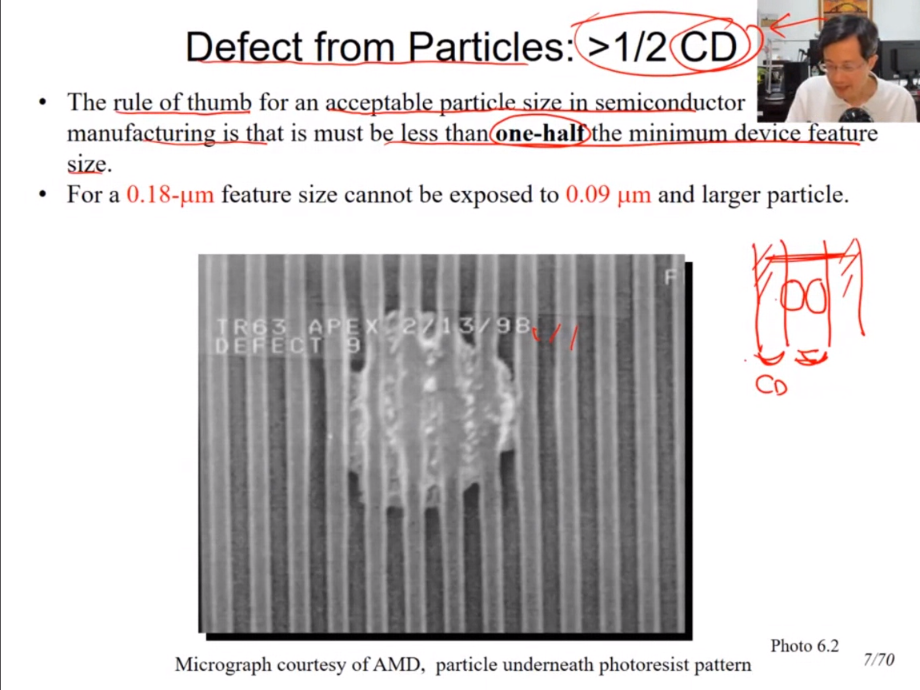 Defect from Particles: >1/2 CD
• The rule of thumb for an acceptable particle size in semiconductor
manufacturing is that is must be less than one-half the minimum device feature
size.
• For a 0.18-μm feature size cannot be exposed to 0.09 μm and larger particle.
F
TR63 APEX 2/13/98
DEFECT 9
CD
Photo 6.2
Micrograph courtesy of AMD, particle underneath photoresist pattern
7/70